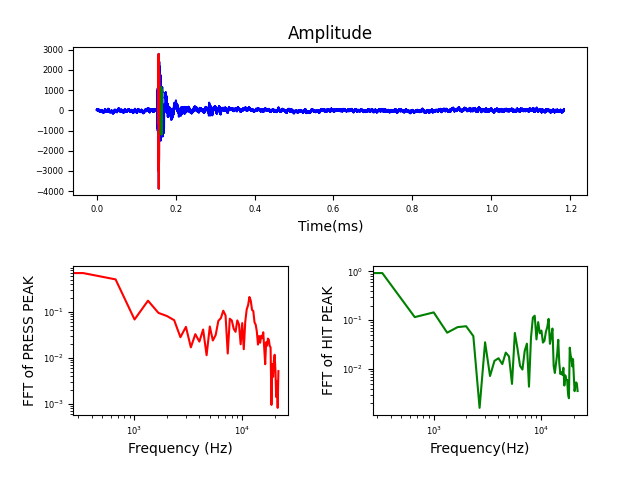 Amplitude
3000
2000
1000
0
−1000
−2000
−3000
−4000
0.0 0.2 0.4 0.6 0.8 1.0 1.2
Time(ms)
FFT of PRESS PEAK
10⁻¹
10⁻²
10⁻³
10³ 10⁴
Frequency (Hz)
FFT of HIT PEAK
10⁰
10⁻¹
10⁻²
10³ 10⁴
Frequency(Hz)